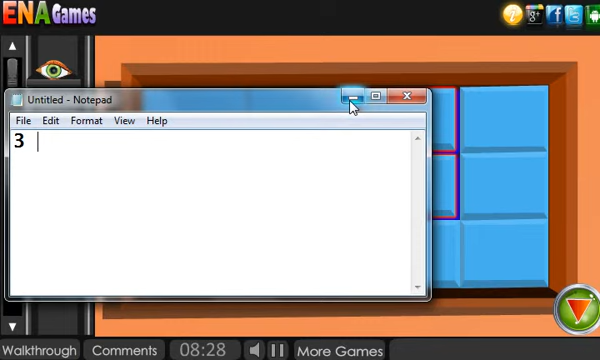 ENA Games
i g+ f t
Untitled - Notepad
File Edit Format View Help
3
Walkthrough Comments 08:28 More Games